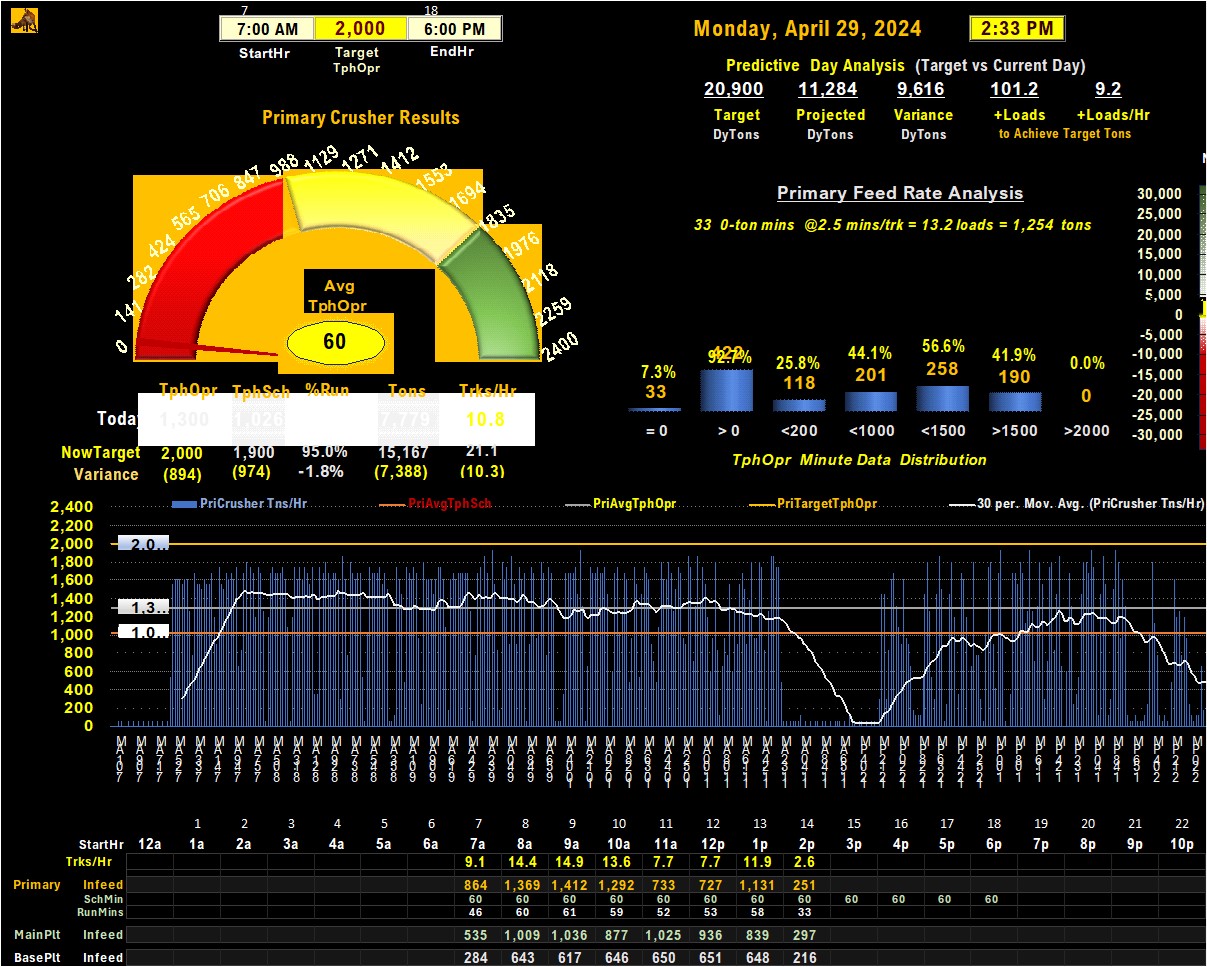 7 18
7:00 AM 2,000 6:00 PM
StartHr Target TphOpr EndHr
Monday, April 29, 2024 2:33 PM
Predictive Day Analysis (Target vs Current Day)
20,900 11,284 9,616 101.2 9.2
Target Projected Variance +Loads +Loads/Hr
DyTons DyTons DyTons to Achieve Target Tons
Primary Crusher Results
0 141 282 424 565 706 847 988 1129 1271 1412 1553 1694 1835 1976 2118 2259 2400
Avg
TphOpr
60
Primary Feed Rate Analysis
33 0-ton mins @2.5 mins/trk = 13.2 loads = 1,254 tons
7.3% 92.7% 25.8% 44.1% 56.6% 41.9% 0.0%
33 422 118 201 258 190 0
= 0 > 0 <200 <1000 <1500 >1500 >2000
TphOpr Minute Data Distribution
30,000
25,000
20,000
15,000
10,000
5,000
0
-5,000
-10,000
-15,000
-20,000
-25,000
-30,000
TphOpr TphSch %Run Tons Trks/Hr
Today 1,300 1,026 7,779 10.8
NowTarget 2,000 1,900 95.0% 15,167 21.1
Variance (894) (974) -1.8% (7,388) (10.3)
PriCrusher Tns/Hr PriAvgTphSch PriAvgTphOpr PriTargetTphOpr 30 per. Mov. Avg. (PriCrusher Tns/Hr)
2,400
2,200
2,000
1,800
1,600
1,400
1,200
1,000
800
600
400
200
0
2,0..
1,3..
1,0..
1 2 3 4 5 6 7 8 9 10 11 12 13 14 15 16 17 18 19 20 21 22
StartHr 12a 1a 2a 3a 4a 5a 6a 7a 8a 9a 10a 11a 12p 1p 2p 3p 4p 5p 6p 7p 8p 9p 10p
Trks/Hr 9.1 14.4 14.9 13.6 7.7 7.7 11.9 2.6
Primary Infeed 864 1,369 1,412 1,292 733 727 1,131 251
SchMin 60 60 60 60 60 60 60 60 60 60 60 60
RunMins 46 60 61 59 52 53 58 33
MainPlt Infeed 535 1,009 1,036 877 1,025 936 839 297
BasePlt Infeed 284 643 617 646 650 651 648 216